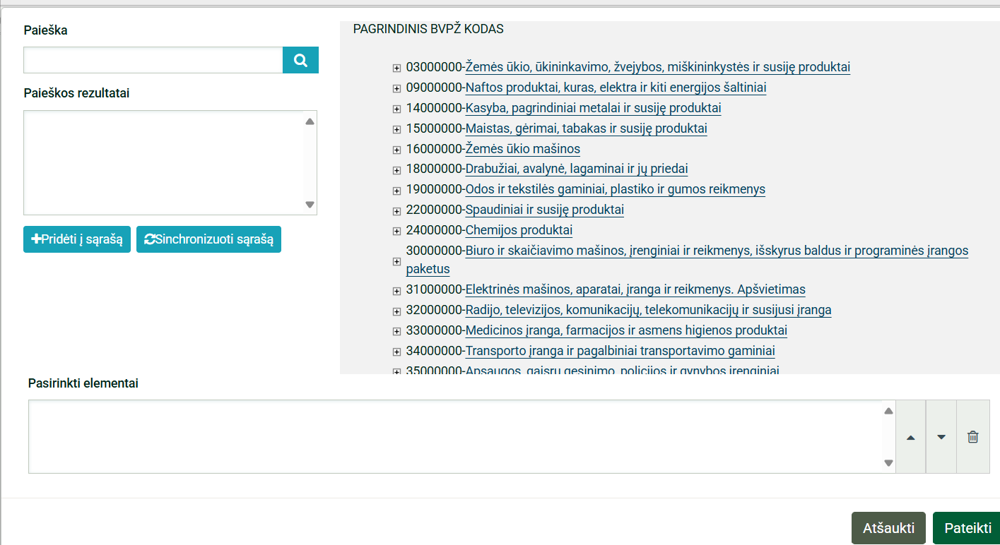 Paieška
Paieškos rezultatai
Pridėti į sąrašą
Sinchronizuoti sąrašą
PAGRINDINIS BVPŽ KODAS
03000000-Žemės ūkio, ūkininkavimo, žvejybos, miškininkystės ir susiję produktai
09000000-Naftos produktai, kuras, elektra ir kiti energijos šaltiniai
14000000-Kasyba, pagrindiniai metalai ir susiję produktai
15000000-Maistas, gėrimai, tabakas ir susiję produktai
16000000-Žemės ūkio mašinos
18000000-Drabužiai, avalynė, lagaminai ir jų priedai
19000000-Odos ir tekstilės gaminiai, plastiko ir gumos reikmenys
22000000-Spaudiniai ir susiję produktai
24000000-Chemijos produktai
30000000-Biuro ir skaičiavimo mašinos, įrenginiai ir reikmenys, išskyrus baldus ir programinės įrangos
paketus
31000000-Elektrinės mašinos, aparatai, įranga ir reikmenys. Apšvietimas
32000000-Radijo, televizijos, komunikacijų, telekomunikacijų ir susijusi įranga
33000000-Medicinos įranga, farmacijos ir asmens higienos produktai
34000000-Transporto įranga ir pagalbiniai transportavimo gaminiai
35000000-Apsaugos, gaisrų gesinimo, policijos ir gynybos įrenginiai
Pasirinkti elementai
Atšaukti
Pateikti